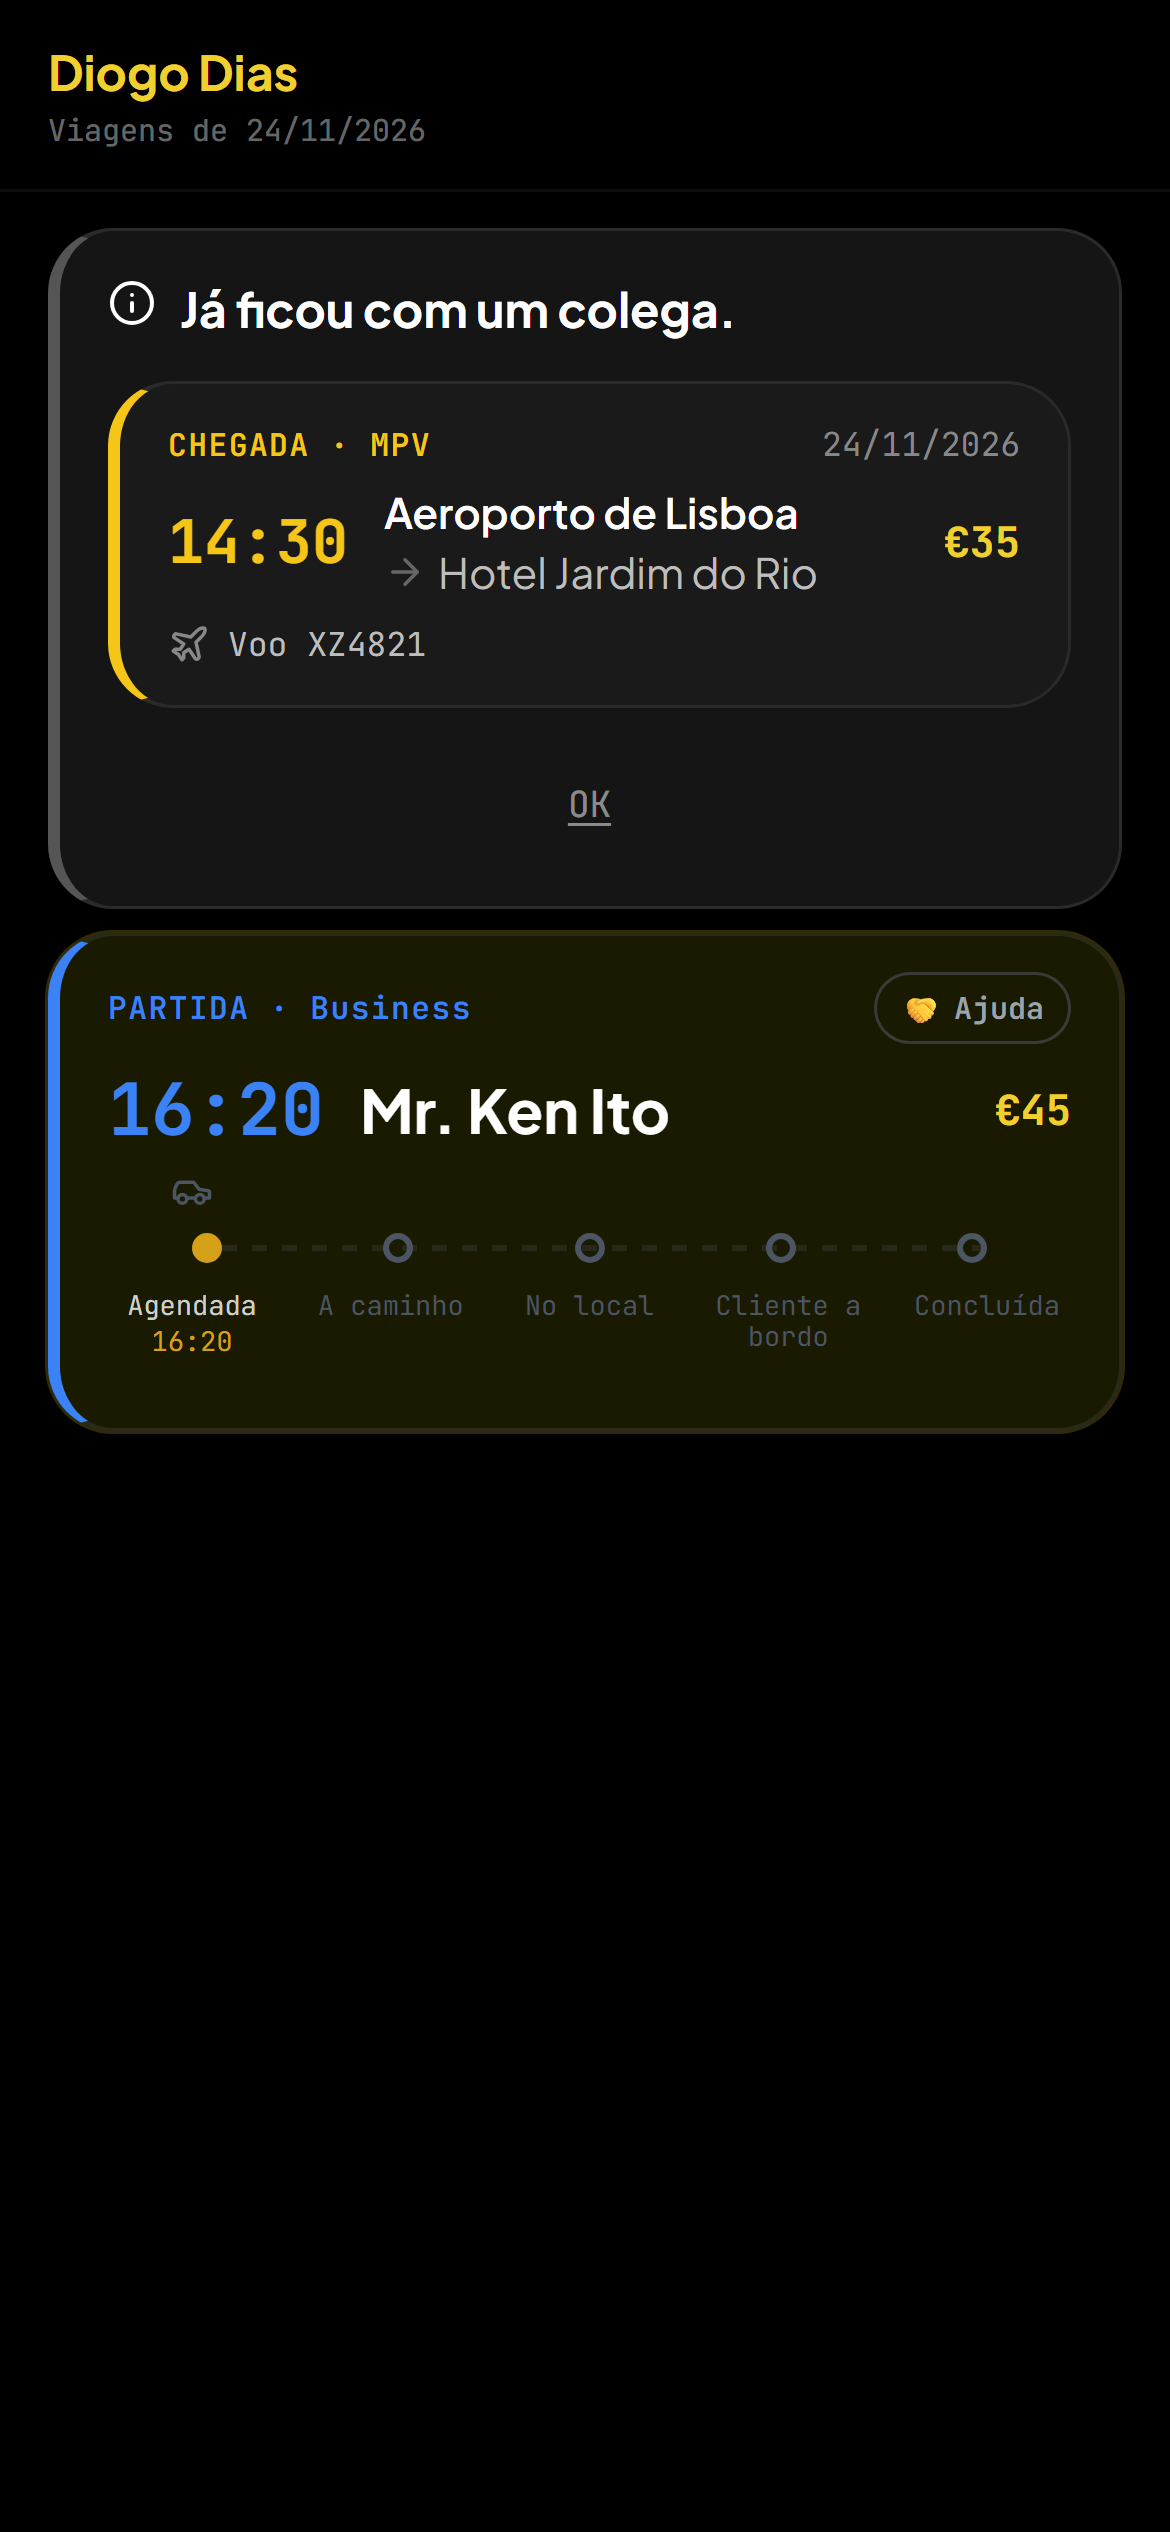 Diogo Dias
Viagens de 24/11/2026
Já ficou com um colega.
CHEGADA · MPV
24/11/2026
14:30
Aeroporto de Lisboa
→ Hotel Jardim do Rio
€35
Voo XZ4821
OK
PARTIDA · Business
🤝 Ajuda
16:20 Mr. Ken Ito
€45
Agendada
16:20
A caminho
No local
Cliente a
bordo
Concluída